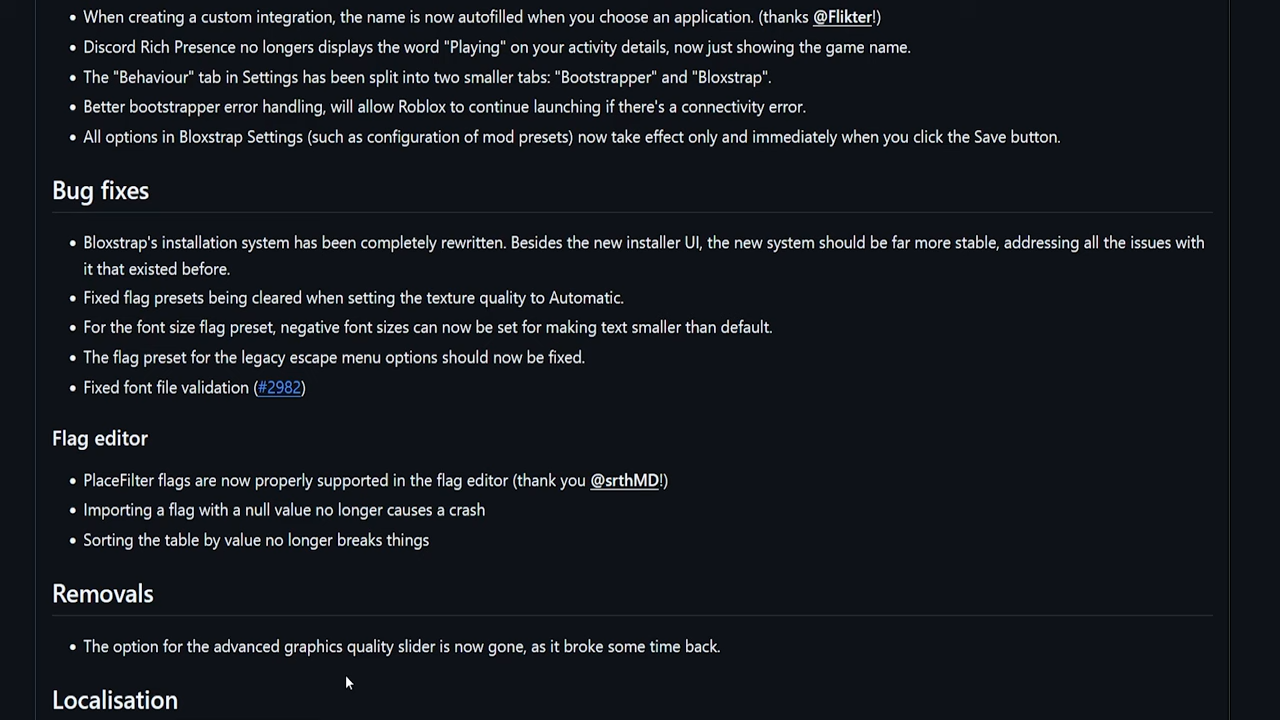 • When creating a custom integration, the name is now autofilled when you choose an application. (thanks @Flikter!)
• Discord Rich Presence no longers displays the word "Playing" on your activity details, now just showing the game name.
• The "Behaviour" tab in Settings has been split into two smaller tabs: "Bootstrapper" and "Bloxstrap".
• Better bootstrapper error handling, will allow Roblox to continue launching if there's a connectivity error.
• All options in Bloxstrap Settings (such as configuration of mod presets) now take effect only and immediately when you click the Save button.
Bug fixes
• Bloxstrap's installation system has been completely rewritten. Besides the new installer UI, the new system should be far more stable, addressing all the issues with
it that existed before.
• Fixed flag presets being cleared when setting the texture quality to Automatic.
• For the font size flag preset, negative font sizes can now be set for making text smaller than default.
• The flag preset for the legacy escape menu options should now be fixed.
• Fixed font file validation (#2982)
Flag editor
• PlaceFilter flags are now properly supported in the flag editor (thank you @srthMD!)
• Importing a flag with a null value no longer causes a crash
• Sorting the table by value no longer breaks things
Removals
• The option for the advanced graphics quality slider is now gone, as it broke some time back.
Localisation